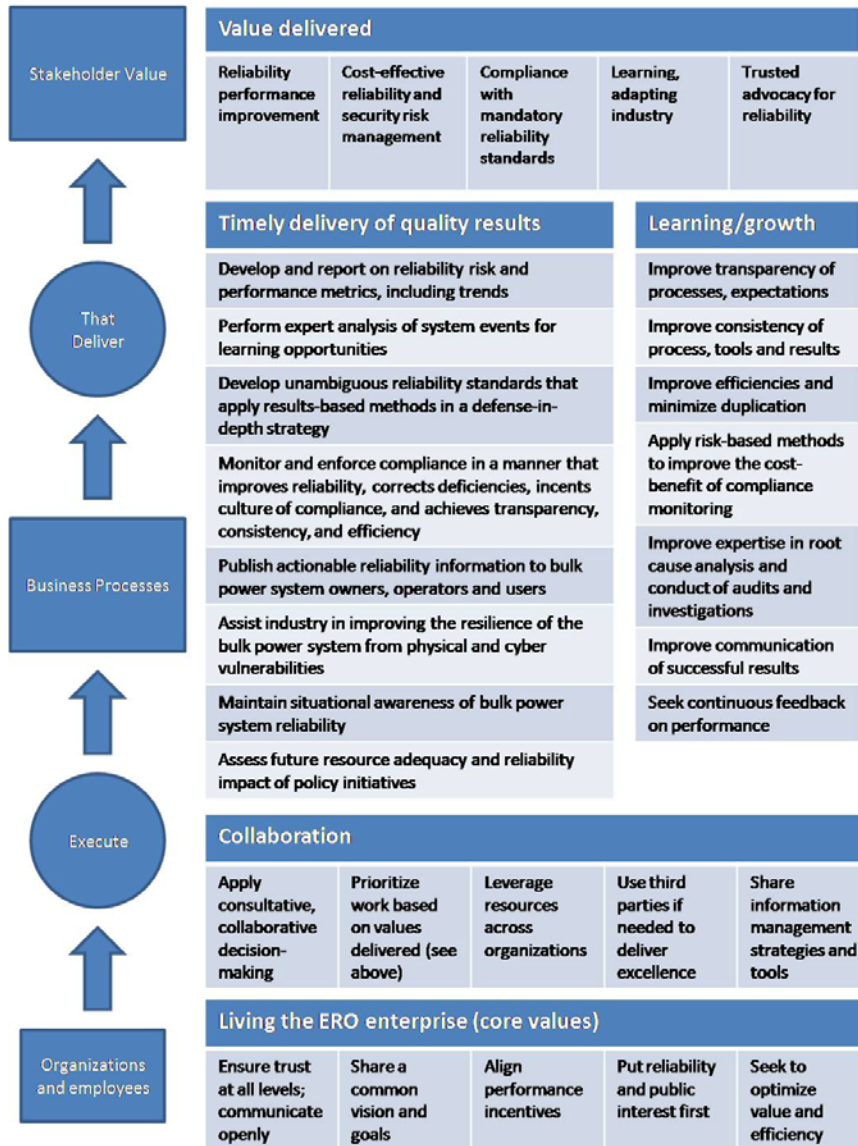 Stakeholder Value
Value delivered
Reliability
performance
improvement
Cost-effective
reliability and
security risk
management
Compliance
with
mandatory
reliability
standards
Learning,
adapting
industry
Trusted
advocacy for
reliability
That
Deliver
Timely delivery of quality results
Develop and report on reliability risk and
performance metrics, including trends
Perform expert analysis of system events for
learning opportunities
Develop unambiguous reliability standards that
apply results-based methods in a defense-in-
depth strategy
Monitor and enforce compliance in a manner that
improves reliability, corrects deficiencies, incents
culture of compliance, and achieves transparency,
consistency, and efficiency
Publish actionable reliability information to bulk
power system owners, operators and users
Assist industry in improving the resilience of the
bulk power system from physical and cyber
vulnerabilities
Maintain situational awareness of bulk power
system reliability
Assess future resource adequacy and reliability
impact of policy initiatives
Learning/growth
Improve transparency of
processes, expectations
Improve consistency of
process, tools and results
Improve efficiencies and
minimize duplication
Apply risk-based methods
to improve the cost-
benefit of compliance
monitoring
Improve expertise in root
cause analysis and
conduct of audits and
investigations
Improve communication
of successful results
Seek continuous feedback
on performance
Business Processes
Execute
Collaboration
Apply
consultative,
collaborative
decision-
making
Prioritize
work based
on values
delivered (see
above)
Leverage
resources
across
organizations
Use third
parties if
needed to
deliver
excellence
Share
information
management
strategies and
tools
Organizations
and employees
Living the ERO enterprise (core values)
Ensure trust
at all levels;
communicate
openly
Share a
common
vision and
goals
Align
performance
incentives
Put reliability
and public
interest first
Seek to
optimize
value and
efficiency